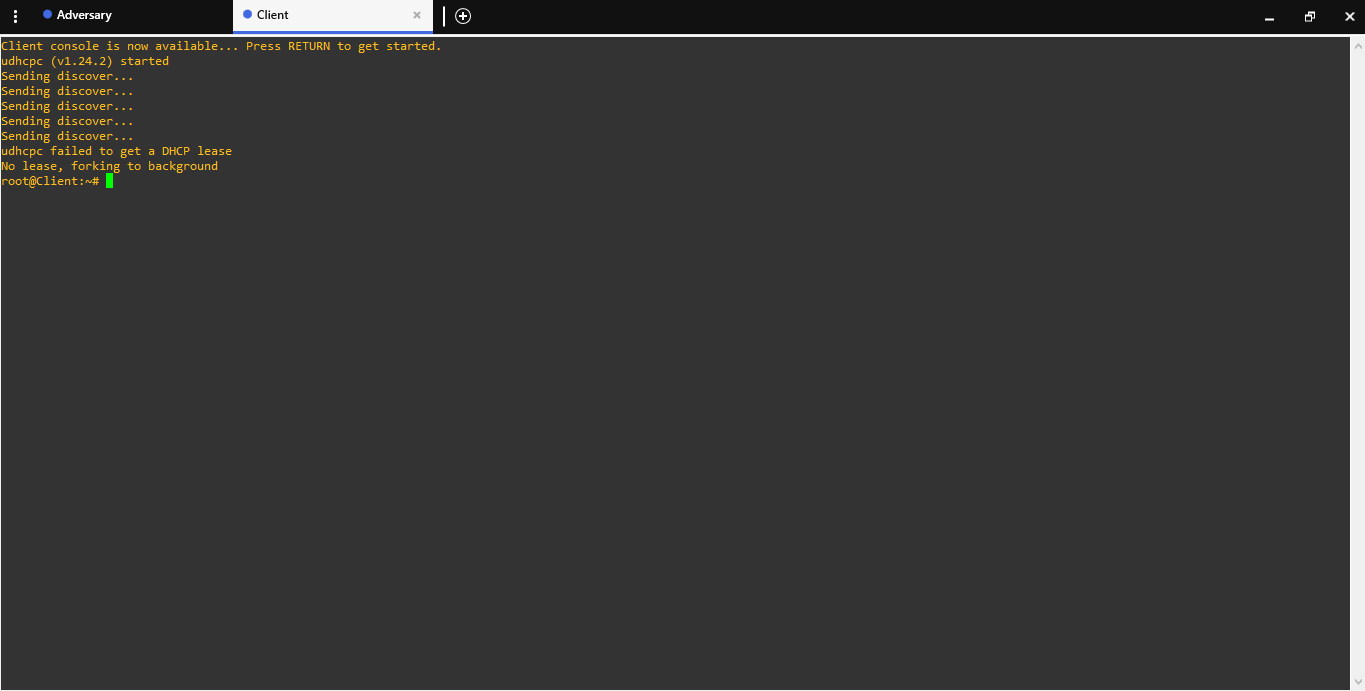 Adversary
Client
Client console is now available... Press RETURN to get started.
udhcpc (v1.24.2) started
Sending discover...
Sending discover...
Sending discover...
Sending discover...
Sending discover...
udhcpc failed to get a DHCP lease
No lease, forking to background
root@Client:~#